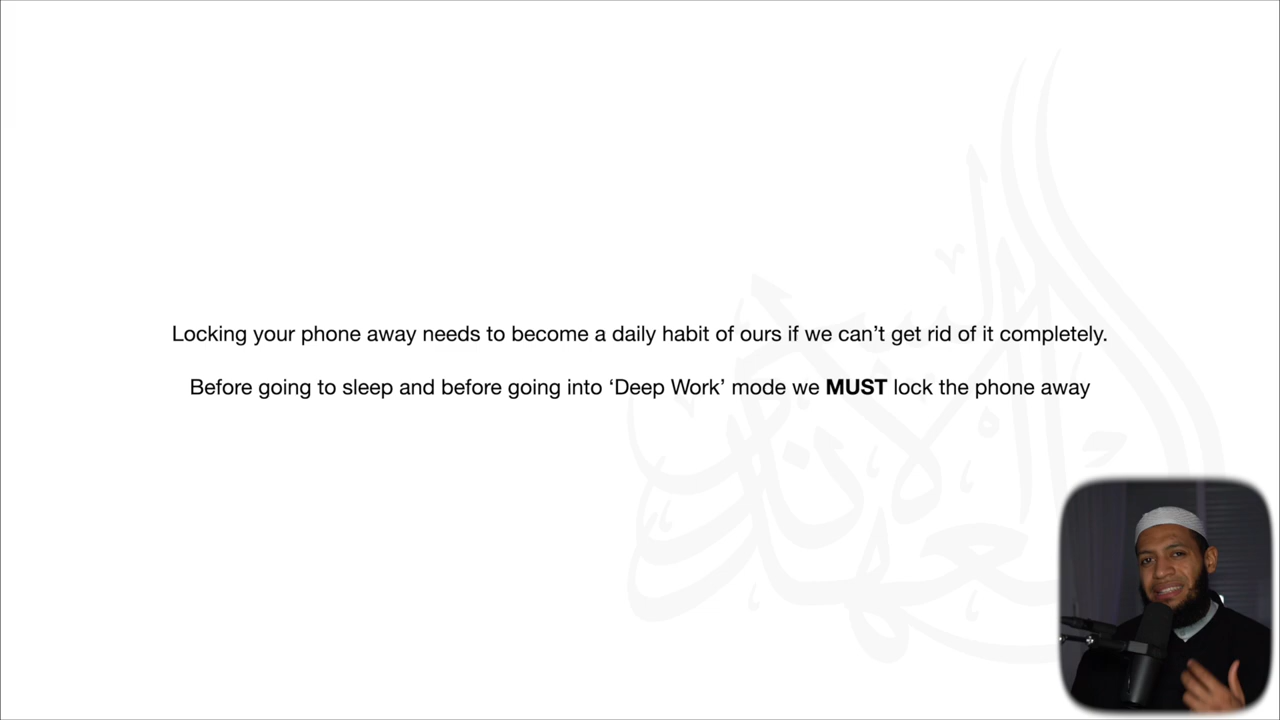 Locking your phone away needs to become a daily habit of ours if we can’t get rid of it completely.
Before going to sleep and before going into ‘Deep Work’ mode we MUST lock the phone away